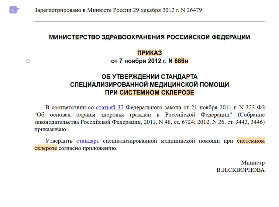 Зарегистрировано в Минюсте России 29 декабря 2012 г. N 26479
МИНИСТЕРСТВО ЗДРАВООХРАНЕНИЯ РОССИЙСКОЙ ФЕДЕРАЦИИ
ПРИКАЗ
от 7 ноября 2012 г. N 686н
ОБ УТВЕРЖДЕНИИ СТАНДАРТА
СПЕЦИАЛИЗИРОВАННОЙ МЕДИЦИНСКОЙ ПОМОЩИ
ПРИ СИСТЕМНОМ СКЛЕРОЗЕ
В соответствии со статьей 37 Федерального закона от 21 ноября 2011 г. N 323-ФЗ
"Об основах охраны здоровья граждан в Российской Федерации" (Собрание
законодательства Российской Федерации, 2011, N 48, ст. 6724; 2012, N 26, ст. 3442, 3446)
приказываю:
Утвердить стандарт специализированной медицинской помощи при системном
склерозе согласно приложению.
Министр
В.И.СКВОРЦОВА